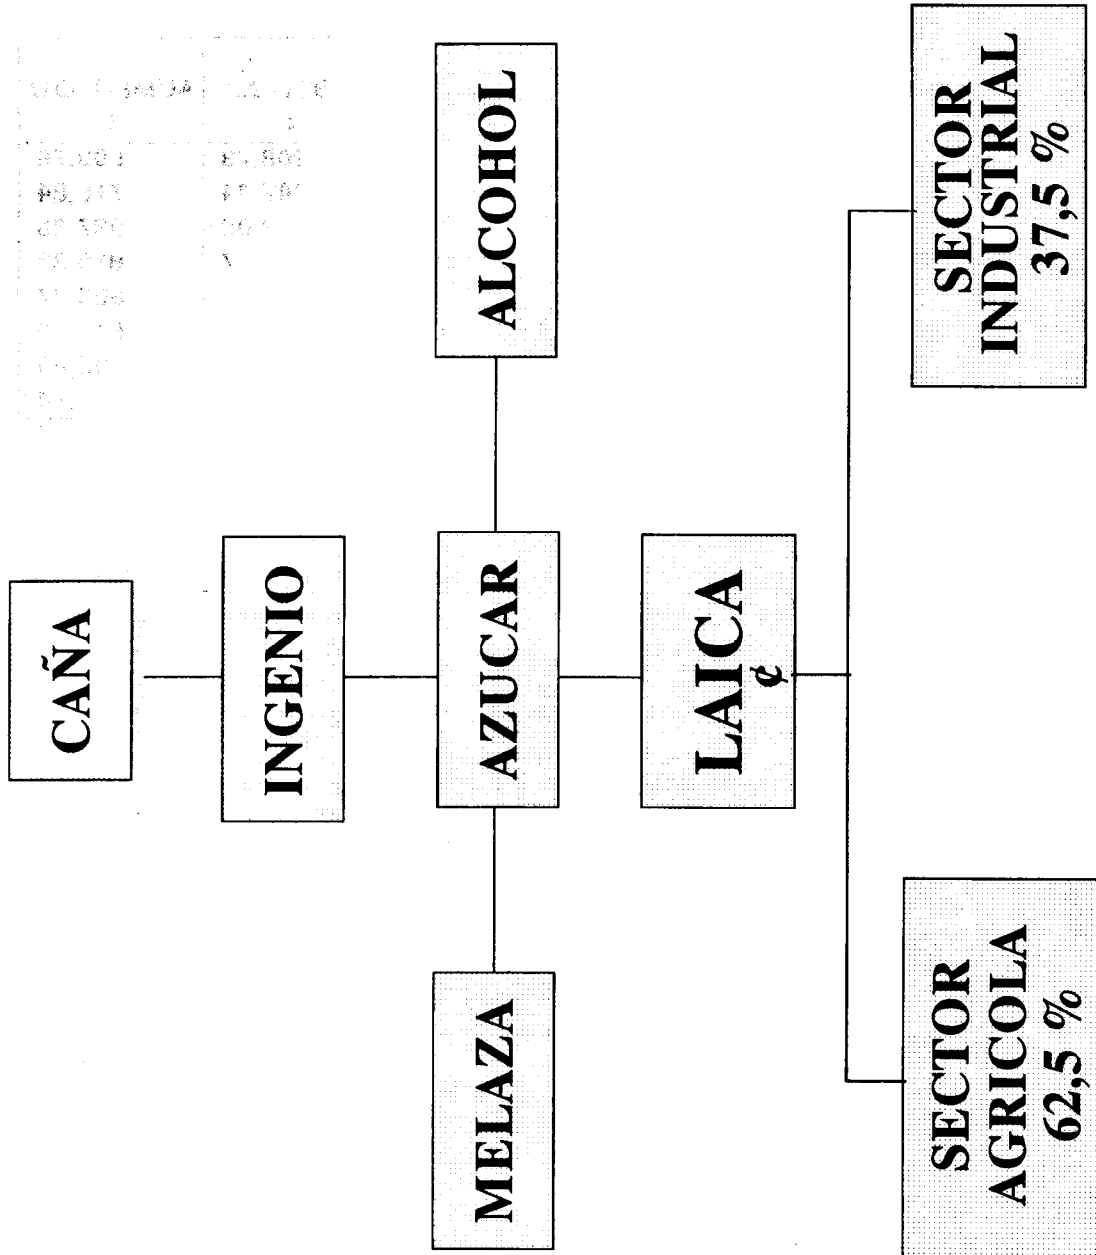 CAÑA
INGENIO
MELAZA
AZUCAR
ALCOHOL
LAICA
¢
SECTOR
AGRICOLA
62,5 %
SECTOR
INDUSTRIAL
37,5 %